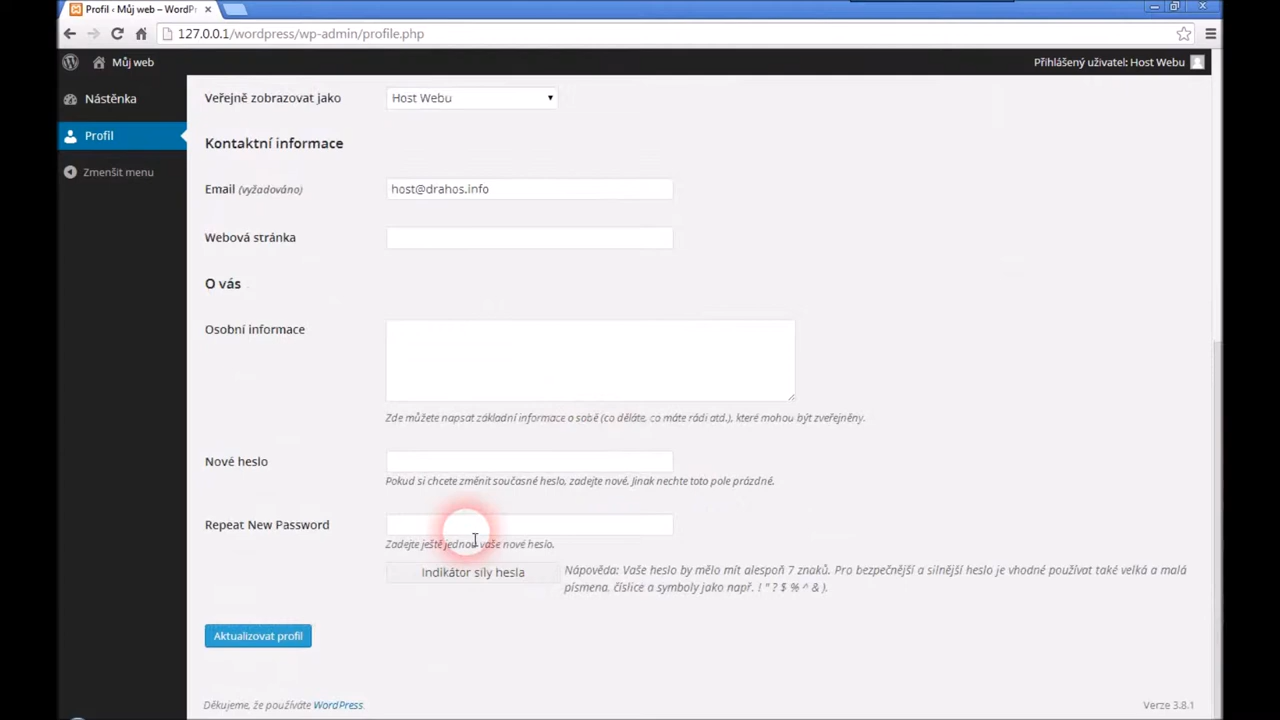 Profil ‹ Můj web – WordPr
127.0.0.1/wordpress/wp-admin/profile.php
Můj web
Přihlášený uživatel: Host Webu
Nástěnka
Profil
Zmenšit menu
Veřejně zobrazovat jako
Host Webu
Kontaktní informace
Email (vyžadováno)
host@drahos.info
Webová stránka
O vás
Osobní informace
Zde můžete napsat základní informace o sobě (co děláte, co máte rádi atd.), které mohou být zveřejněny.
Nové heslo
Pokud si chcete změnit současné heslo, zadejte nové. Jinak nechte toto pole prázdné.
Repeat New Password
Zadejte ještě jednou vaše nové heslo.
Indikátor síly hesla
Nápověda: Vaše heslo by mělo mít alespoň 7 znaků. Pro bezpečnější a silnější heslo je vhodné používat také velká a malá
písmena, číslice a symboly jako např. ! " ? $ % ^ & ).
Aktualizovat profil
Děkujeme, že používáte WordPress.
Verze 3.8.1